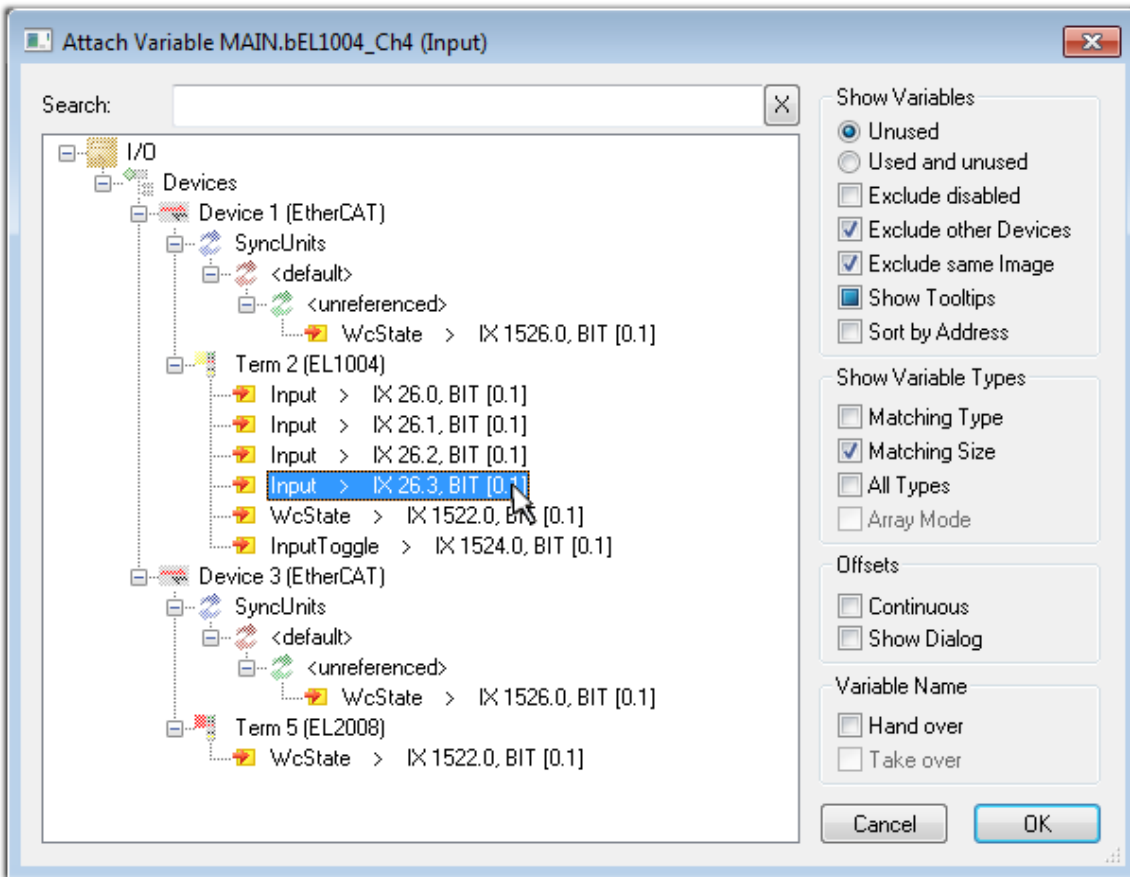 Attach Variable MAIN.bEL1004_Ch4 (Input)
Search:
X
I/O
Devices
Device 1 (EtherCAT)
SyncUnits
<default>
<unreferenced>
WcState > IX 1526.0, BIT [0.1]
Term 2 (EL1004)
Input > IX 26.0, BIT [0.1]
Input > IX 26.1, BIT [0.1]
Input > IX 26.2, BIT [0.1]
Input > IX 26.3, BIT [0.1]
WcState > IX 1522.0, BIT [0.1]
InputToggle > IX 1524.0, BIT [0.1]
Device 3 (EtherCAT)
SyncUnits
<default>
<unreferenced>
WcState > IX 1526.0, BIT [0.1]
Term 5 (EL2008)
WcState > IX 1522.0, BIT [0.1]
Show Variables
Unused
Used and unused
Exclude disabled
Exclude other Devices
Exclude same Image
Show Tooltips
Sort by Address
Show Variable Types
Matching Type
Matching Size
All Types
Array Mode
Offsets
Continuous
Show Dialog
Variable Name
Hand over
Take over
Cancel
OK